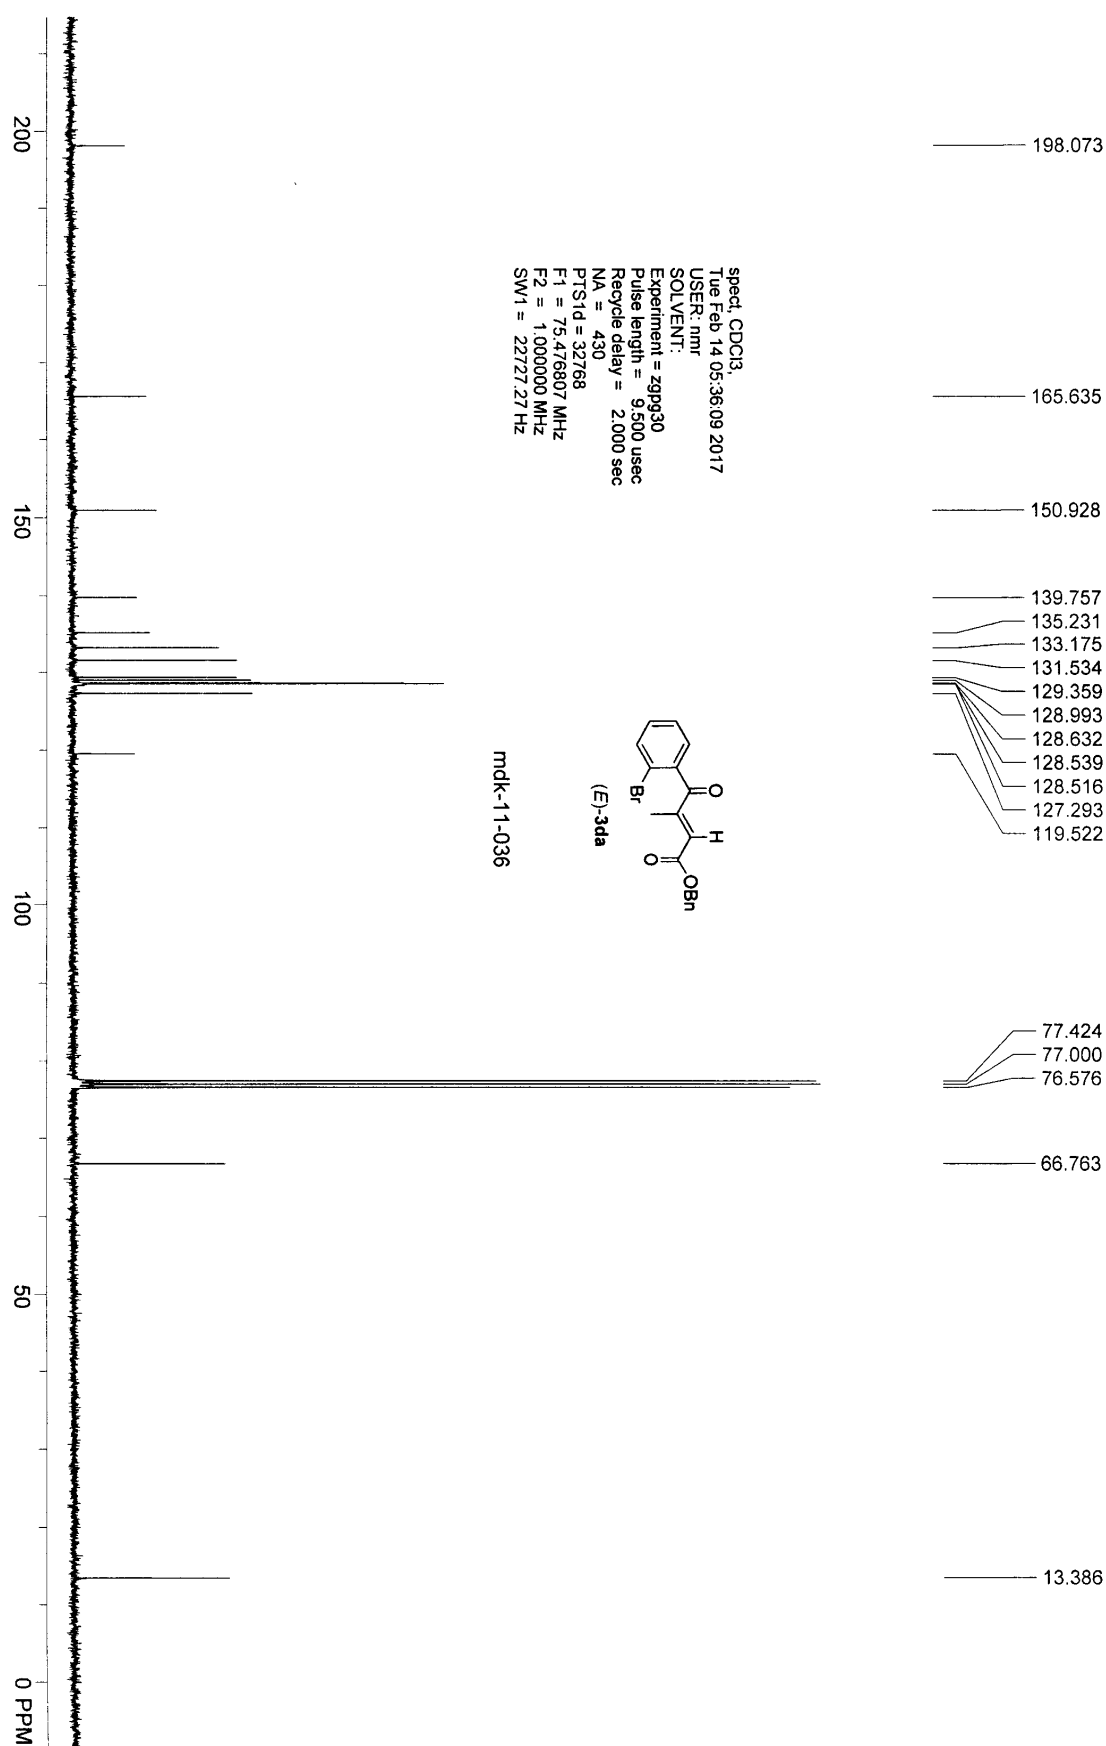 198.073
165.635
150.928
139.757
135.231
133.175
131.534
129.359
128.993
128.632
128.539
128.516
127.293
119.522
77.424
77.000
76.576
66.763
13.386
spect, CDCl3,
Tue Feb 14 05:36:09 2017
USER: nmr
SOLVENT:
Experiment = zgpg30
Pulse length = 9.500 usec
Recycle delay = 2.000 sec
NA = 430
PTS1d = 32768
F1 = 75.476807 MHz
F2 = 1.000000 MHz
SW1 = 22727.27 Hz
O
H
Br
O
OBn
(E)-3da
mdk-11-036
200
150
100
50
0 PPM